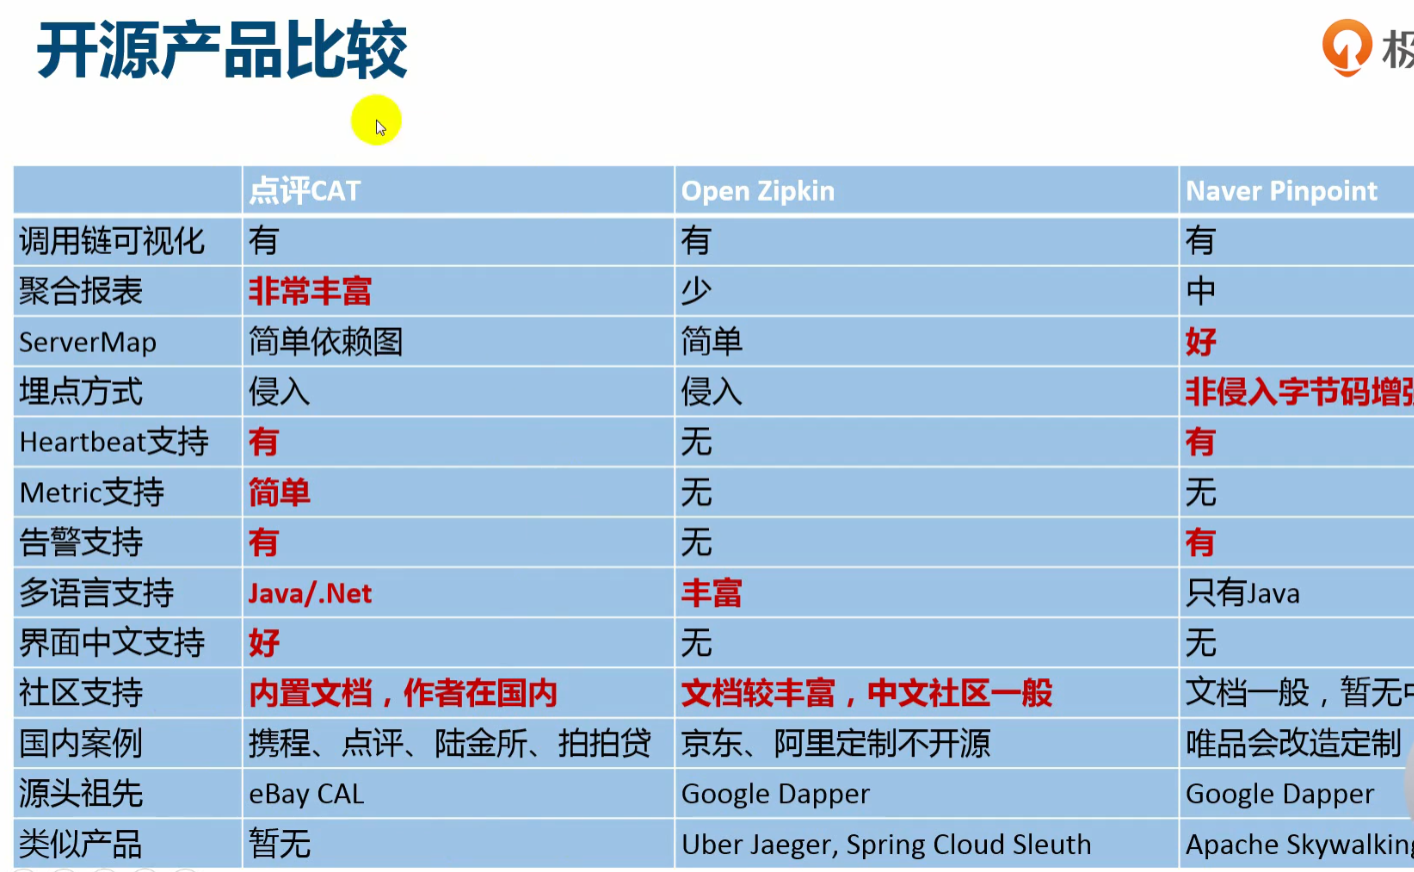 开源产品比较
极
点评CAT Open Zipkin Naver Pinpoint
调用链可视化 有 有 有
聚合报表 非常丰富 少 中
ServerMap 简单依赖图 简单 好
埋点方式 侵入 侵入 非侵入字节码增强
Heartbeat支持 有 无 有
Metric支持 简单 无 无
告警支持 有 无 有
多语言支持 Java/.Net 丰富 只有Java
界面中文支持 好 无 无
社区支持 内置文档，作者在国内 文档较丰富，中文社区一般 文档一般，暂无中
国内案例 携程、点评、陆金所、拍拍贷 京东、阿里定制不开源 唯品会改造定制
源头祖先 eBay CAL Google Dapper Google Dapper
类似产品 暂无 Uber Jaeger, Spring Cloud Sleuth Apache Skywalking